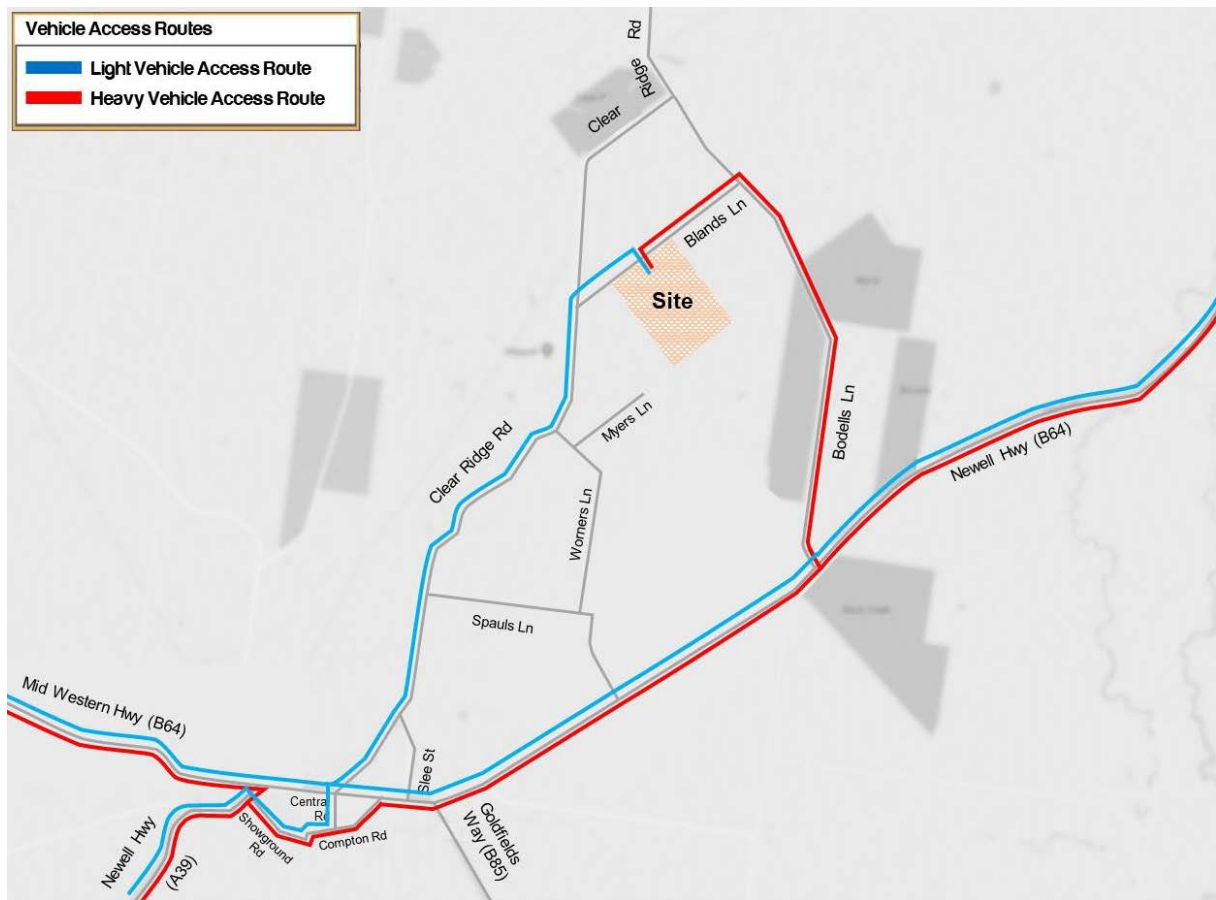 Vehicle Access Routes
Light Vehicle Access Route
Heavy Vehicle Access Route
Rd
Ridge
Clear
Blands Ln
Site
Myers Ln
Bodells Ln
Clear Ridge Rd
Newell Hwy (B64)
Worners Ln
Spauls Ln
Mid Western Hwy (B64)
Slee St
Central
Rd
Newell Hwy
(A39)
Showground
Rd
Compton Rd
Goldfields
Way (B85)